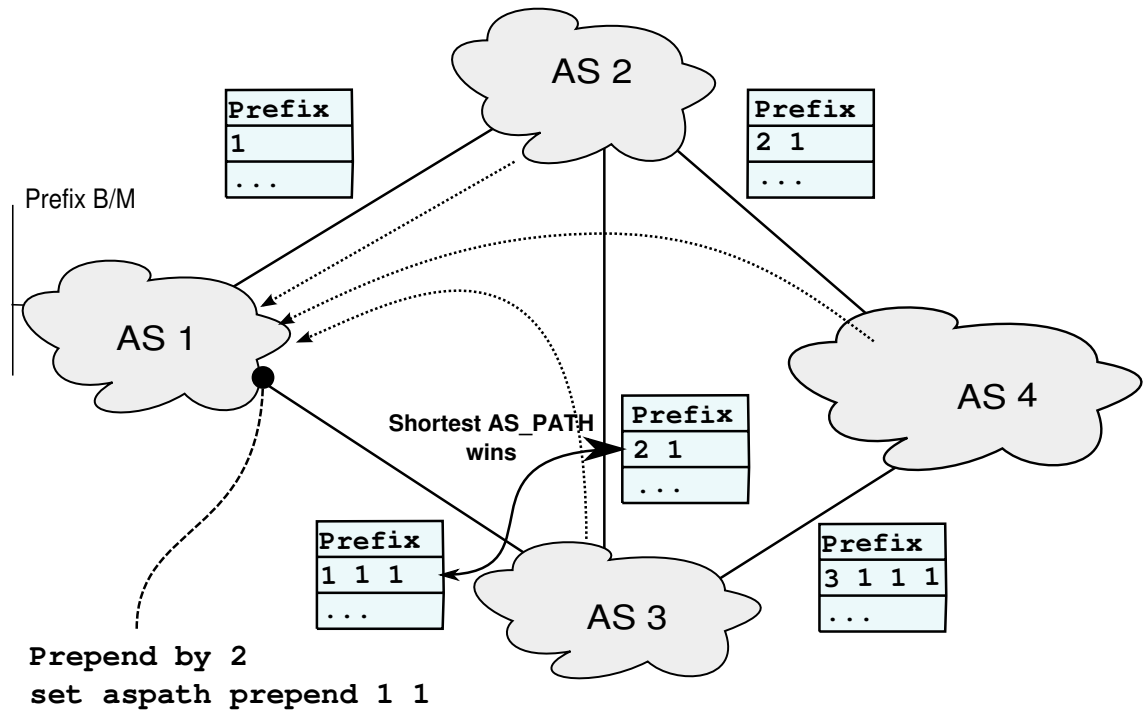 AS 2
Prefix
1
...
Prefix
2 1
...
Prefix B/M
AS 1
AS 4
Shortest AS_PATH
wins
Prefix
2 1
...
Prefix
1 1 1
...
AS 3
Prefix
3 1 1 1
...
Prepend by 2
set aspath prepend 1 1